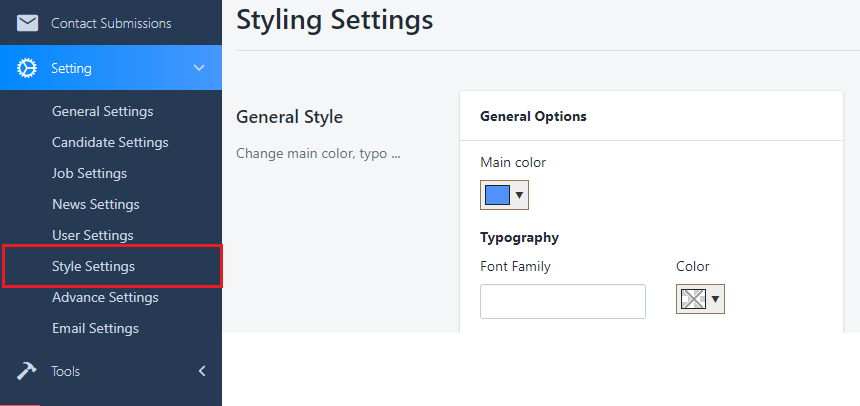 Contact Submissions
Setting
General Settings
Candidate Settings
Job Settings
News Settings
User Settings
Style Settings
Advance Settings
Email Settings
Tools
Styling Settings
General Style
Change main color, typo ...
General Options
Main color
Typography
Font Family
Color